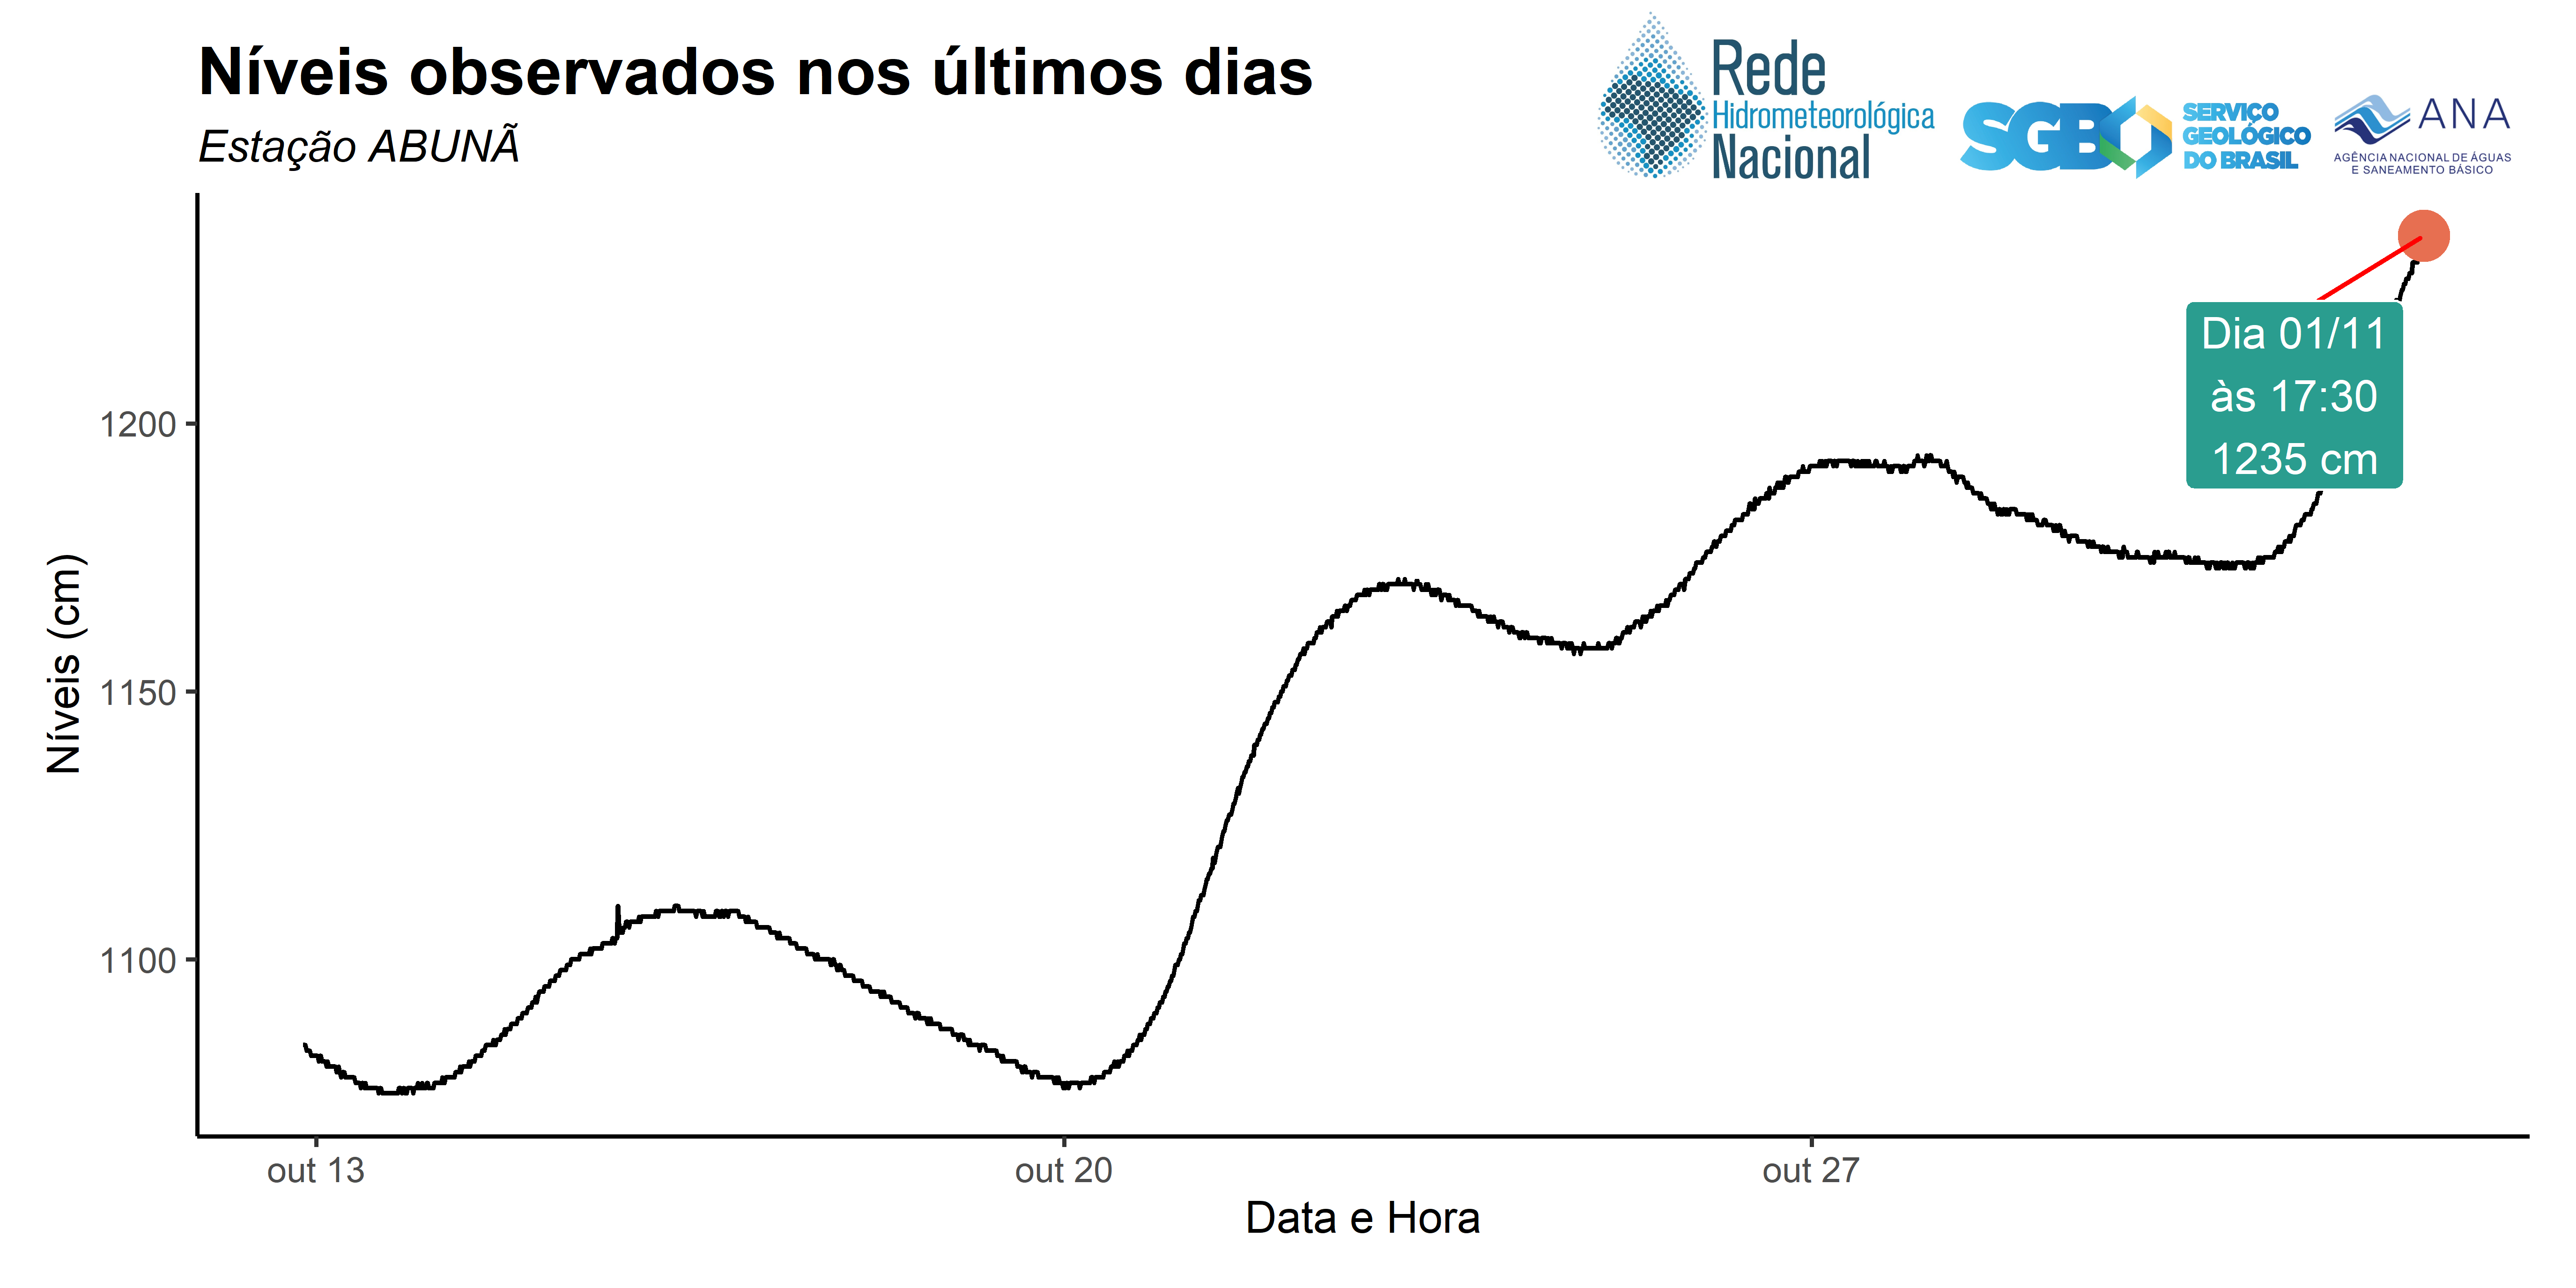 Níveis observados nos últimos dias
Estação ABUNÃ
Rede
Hidrometeorológica
Nacional
SGB
SERVIÇO
GEOLÓGICO
DO BRASIL
ANA
AGÊNCIA NACIONAL DE ÁGUAS
E SANEAMENTO BÁSICO
Dia 01/11
às 17:30
1235 cm
Níveis (cm)
1200
1150
1100
out 13
out 20
out 27
Data e Hora